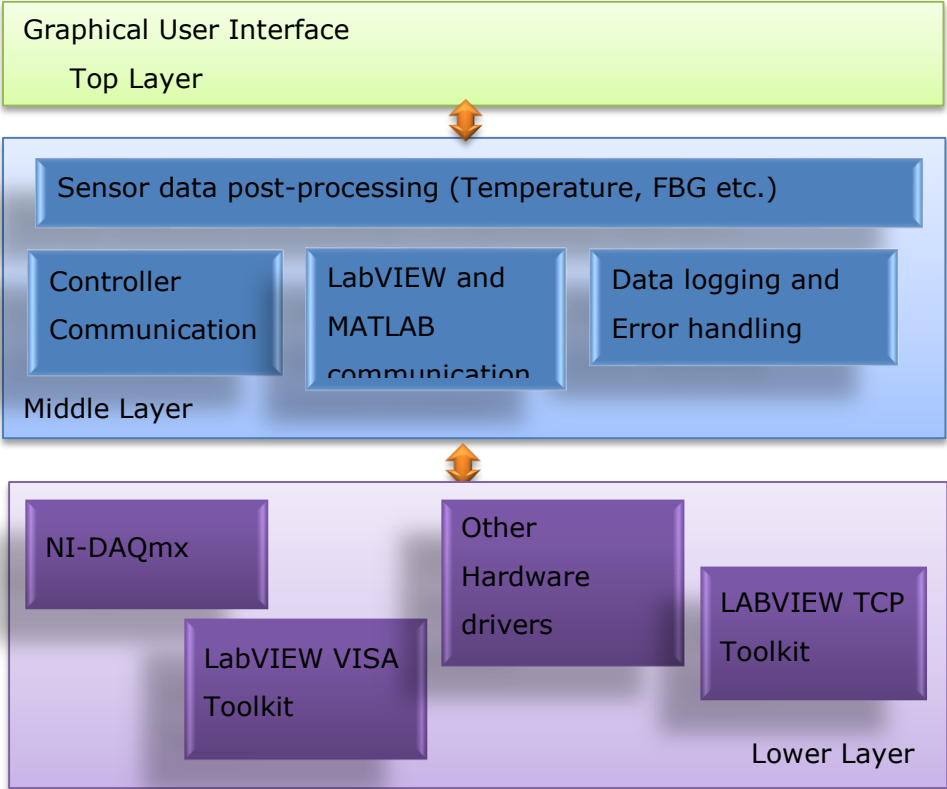 Graphical User Interface
Top Layer
Sensor data post-processing (Temperature, FBG etc.)
Controller
Communication
LabVIEW and
MATLAB
communication
Data logging and
Error handling
Middle Layer
NI-DAQmx
LabVIEW VISA
Toolkit
Other
Hardware
drivers
LABVIEW TCP
Toolkit
Lower Layer